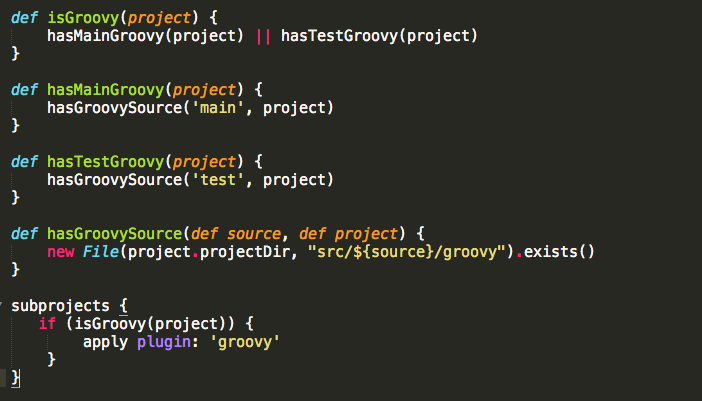 def isGroovy(project) {
    hasMainGroovy(project) || hasTestGroovy(project)
}

def hasMainGroovy(project) {
    hasGroovySource('main', project)
}

def hasTestGroovy(project) {
    hasGroovySource('test', project)
}

def hasGroovySource(def source, def project) {
    new File(project.projectDir, "src/${source}/groovy").exists()
}

subprojects {
   if (isGroovy(project)) {
        apply plugin: 'groovy'
    }
}